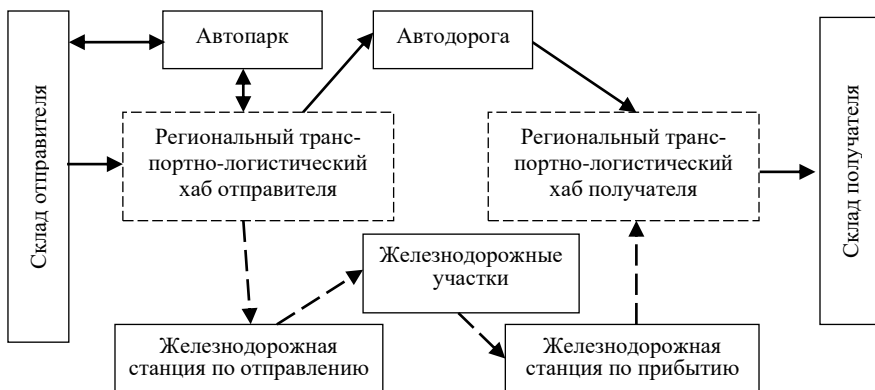 Склад отправителя
Автопарк
Автодорога
Региональный транс-
портно-логистический
хаб отправителя
Региональный транс-
портно-логистический
хаб получателя
Железнодорожные
участки
Железнодорожная
станция по отправлению
Железнодорожная
станция по прибытию
Склад получателя